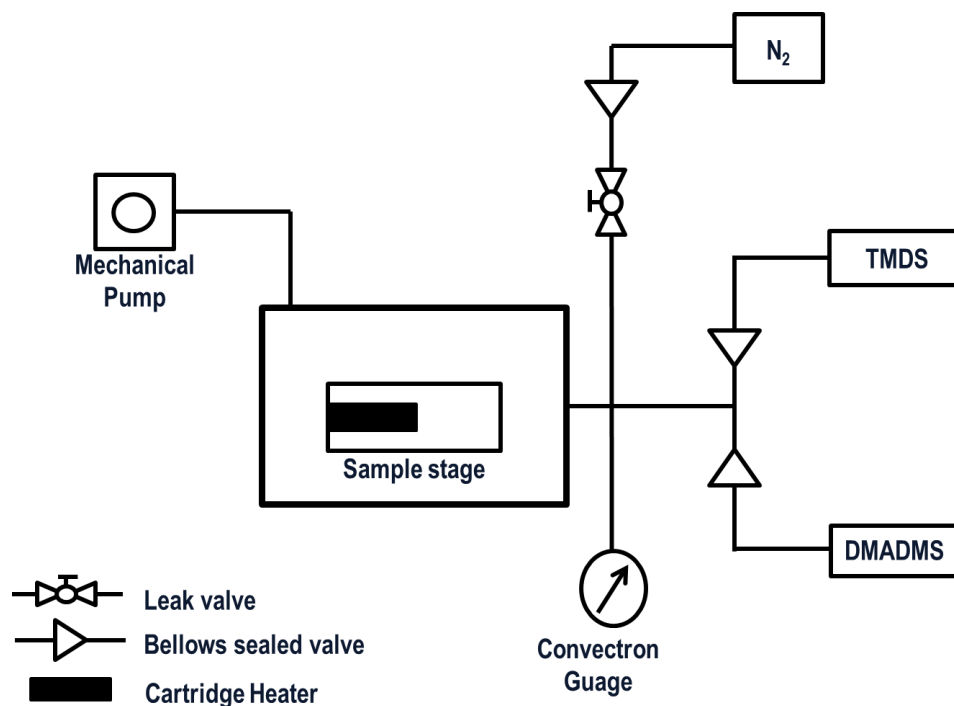 N₂
Mechanical
Pump
TMDS
Sample stage
DMADMS
Convectron
Guage
Leak valve
Bellows sealed valve
Cartridge Heater